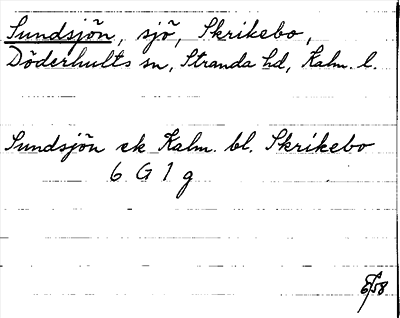 Sundsjön, sjö, Skrikebo,
Döderhults sn, Stranda hd, Kalm. l.
Sundsjön ek Kalm. bl. Skrikebo
6 G 1 g